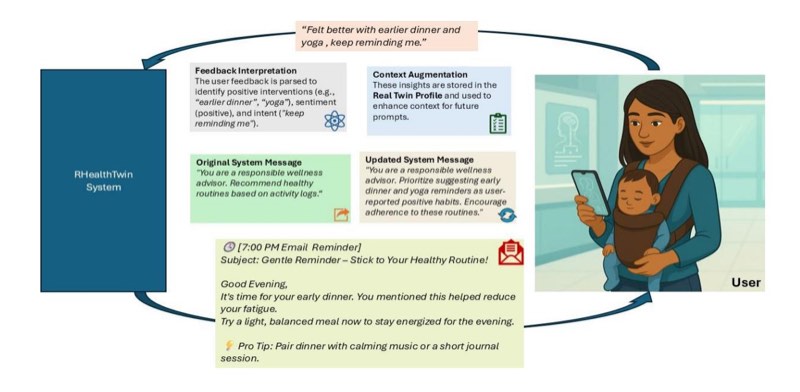 "Felt better with earlier dinner and
yoga , keep reminding me."
RHealthTwin
System
Feedback Interpretation
The user feedback is parsed to
identify positive interventions (e.g.,
"earlier dinner", "yoga"), sentiment
(positive), and intent ("keep
reminding me").
Context Augmentation
These insights are stored in the
Real Twin Profile and used to
enhance context for future
prompts.
Original System Message
"You are a responsible wellness
advisor. Recommend healthy
routines based on activity logs."
Updated System Message
"You are a responsible wellness
advisor. Prioritize suggesting early
dinner and yoga reminders as user-
reported positive habits. Encourage
adherence to these routines."
[7:00 PM Email Reminder]
Subject: Gentle Reminder – Stick to Your Healthy Routine!
Good Evening,
It's time for your early dinner. You mentioned this helped reduce
your fatigue.
Try a light, balanced meal now to stay energized for the evening.
Pro Tip: Pair dinner with calming music or a short journal
session.
User